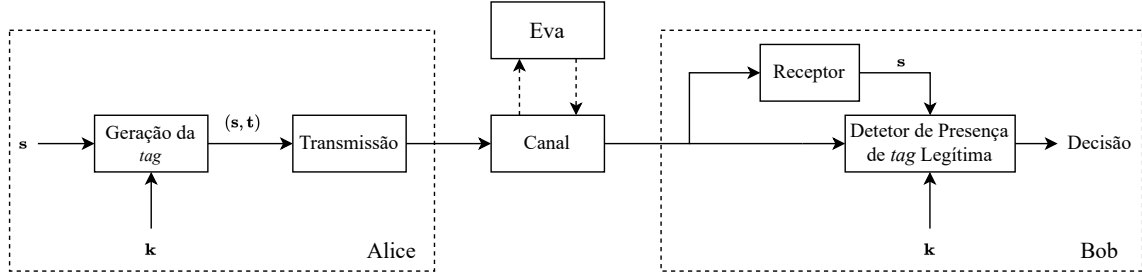 Eva
Receptor
s
s
Geração da
tag
(s, t)
Transmissão
Canal
Detetor de Presença
de tag Legítima
Decisão
k
Alice
k
Bob